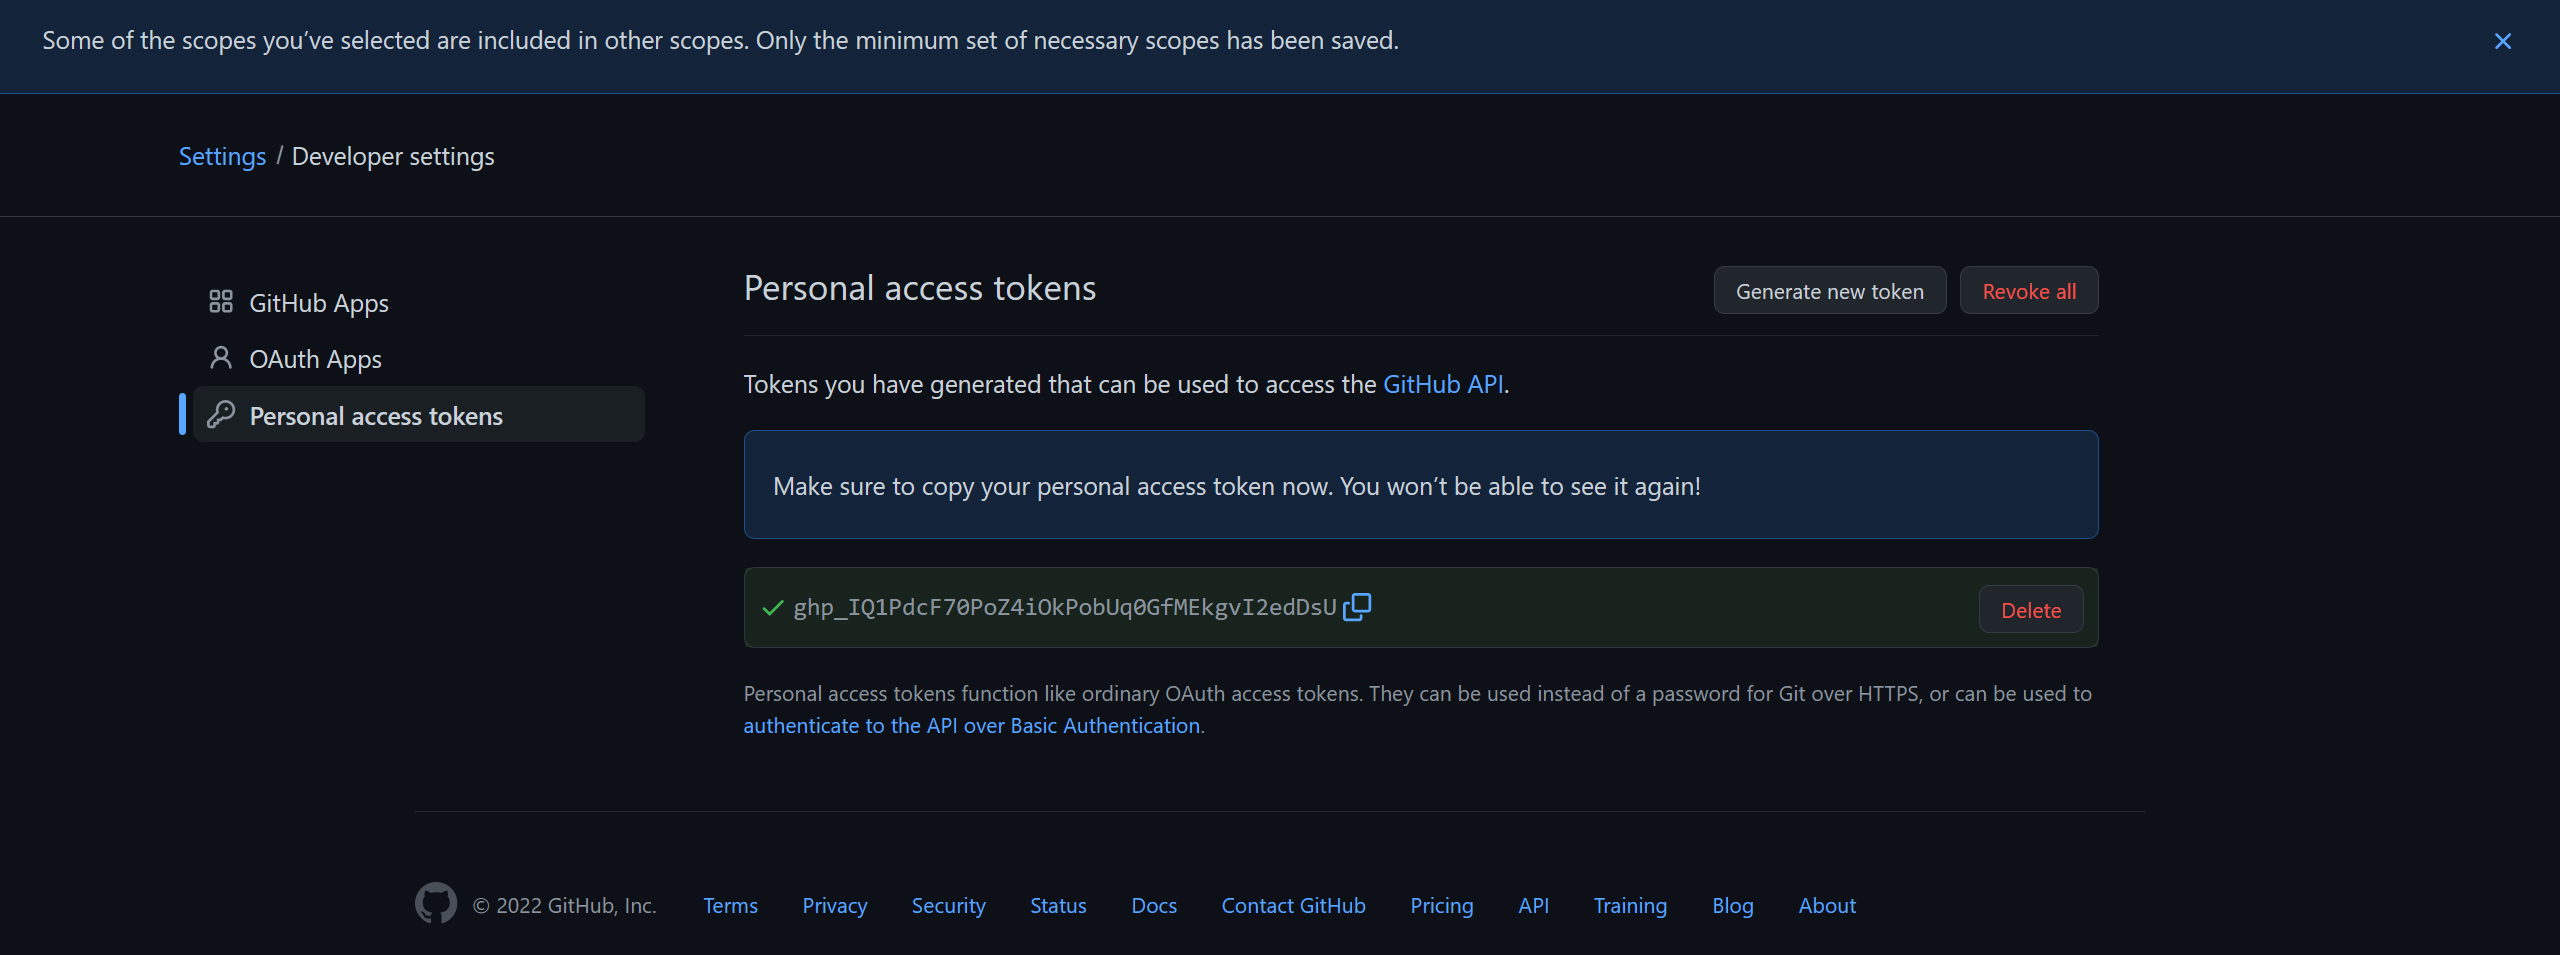 Some of the scopes you’ve selected are included in other scopes. Only the minimum set of necessary scopes has been saved.
Settings / Developer settings
GitHub Apps
OAuth Apps
Personal access tokens
Personal access tokens
Generate new token
Revoke all
Tokens you have generated that can be used to access the GitHub API.
Make sure to copy your personal access token now. You won’t be able to see it again!
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
Delete
Personal access tokens function like ordinary OAuth access tokens. They can be used instead of a password for Git over HTTPS, or can be used to
authenticate to the API over Basic Authentication.
© 2022 GitHub, Inc.
Terms
Privacy
Security
Status
Docs
Contact GitHub
Pricing
API
Training
Blog
About